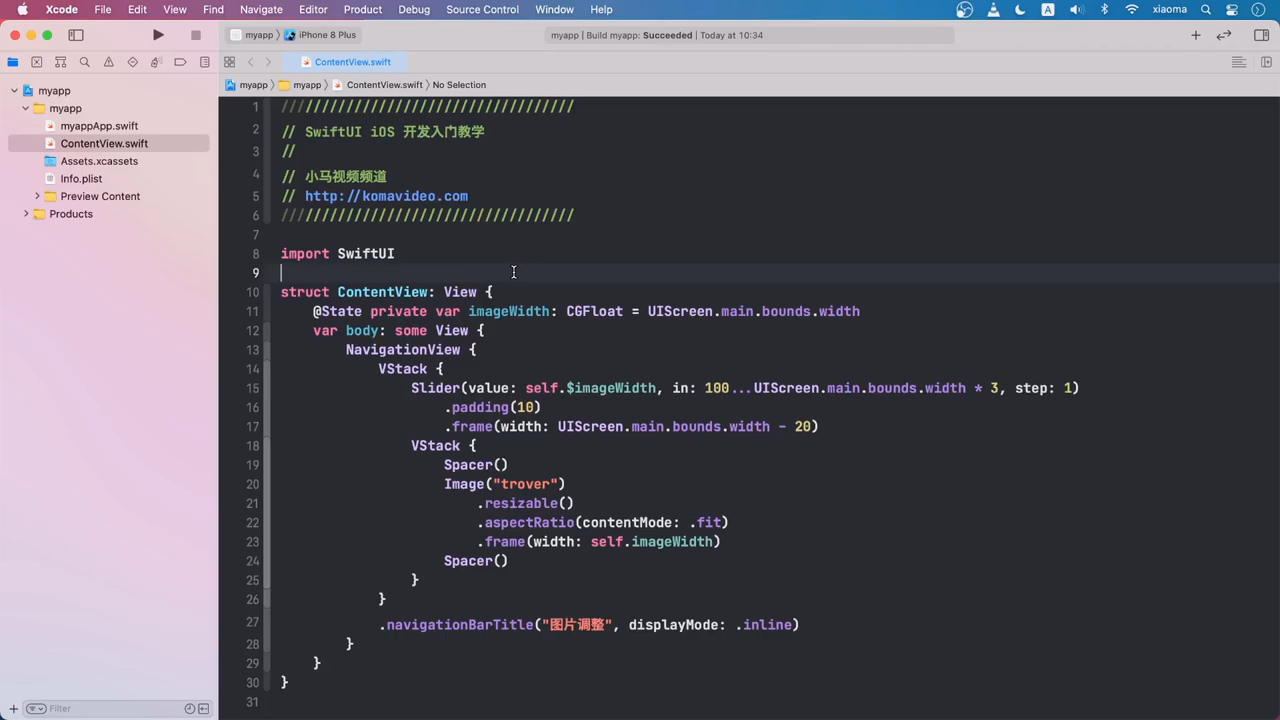 Xcode File Edit View Find Navigate Editor Product Debug Source Control Window Help A xiaoma
myapp iPhone 8 Plus myapp | Build myapp: Succeeded | Today at 10:34
ContentView.swift
myapp myapp ContentView.swift No Selection
myapp
myapp
myappApp.swift
ContentView.swift
Assets.xcassets
Info.plist
Preview Content
Products
Filter
1 ////////////////////////////////////
2 // SwiftUI iOS 开发入门教学
3 //
4 // 小马视频频道
5 // http://komavideo.com
6 ////////////////////////////////////
7
8 import SwiftUI
9
10 struct ContentView: View {
11 @State private var imageWidth: CGFloat = UIScreen.main.bounds.width
12 var body: some View {
13 NavigationView {
14 VStack {
15 Slider(value: self.$imageWidth, in: 100...UIScreen.main.bounds.width * 3, step: 1)
16 .padding(10)
17 .frame(width: UIScreen.main.bounds.width - 20)
18 VStack {
19 Spacer()
20 Image("trover")
21 .resizable()
22 .aspectRatio(contentMode: .fit)
23 .frame(width: self.imageWidth)
24 Spacer()
25 }
26 }
27 .navigationBarTitle("图片调整", displayMode: .inline)
28 }
29 }
30 }
31